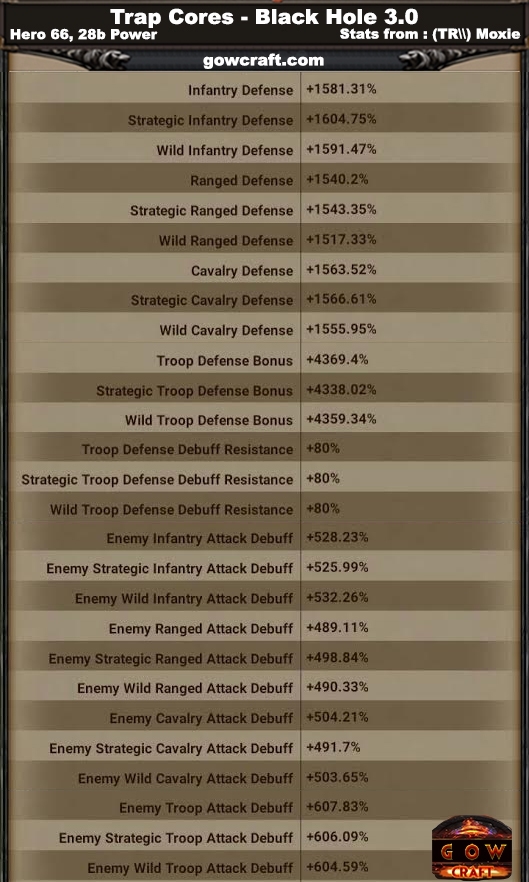 Trap Cores - Black Hole 3.0
Hero 66, 28b Power Stats from : (TR\\) Moxie
gowcraft.com
Infantry Defense +1581.31%
Strategic Infantry Defense +1604.75%
Wild Infantry Defense +1591.47%
Ranged Defense +1540.2%
Strategic Ranged Defense +1543.35%
Wild Ranged Defense +1517.33%
Cavalry Defense +1563.52%
Strategic Cavalry Defense +1566.61%
Wild Cavalry Defense +1555.95%
Troop Defense Bonus +4369.4%
Strategic Troop Defense Bonus +4338.02%
Wild Troop Defense Bonus +4359.34%
Troop Defense Debuff Resistance +80%
Strategic Troop Defense Debuff Resistance +80%
Wild Troop Defense Debuff Resistance +80%
Enemy Infantry Attack Debuff +528.23%
Enemy Strategic Infantry Attack Debuff +525.99%
Enemy Wild Infantry Attack Debuff +532.26%
Enemy Ranged Attack Debuff +489.11%
Enemy Strategic Ranged Attack Debuff +498.84%
Enemy Wild Ranged Attack Debuff +490.33%
Enemy Cavalry Attack Debuff +504.21%
Enemy Strategic Cavalry Attack Debuff +491.7%
Enemy Wild Cavalry Attack Debuff +503.65%
Enemy Troop Attack Debuff +607.83%
Enemy Strategic Troop Attack Debuff +606.09%
Enemy Wild Troop Attack Debuff +604.59%
GOW
CRAFT